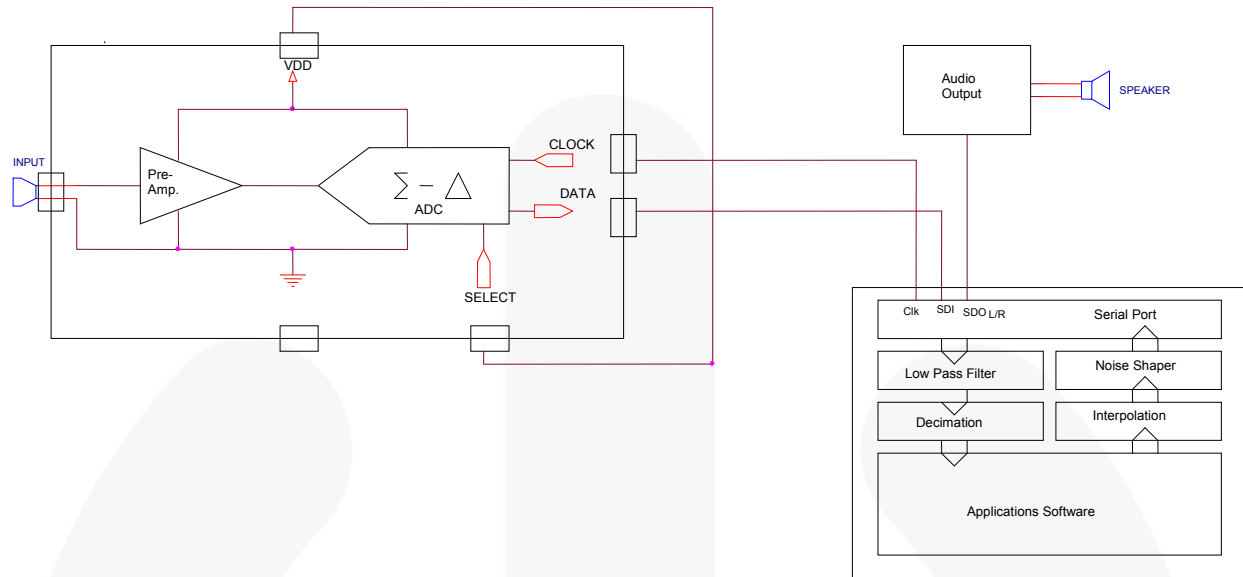 VDD
INPUT
Pre-
Amp.
Σ – Δ
ADC
CLOCK
DATA
SELECT
Audio
Output
SPEAKER
Clk
SDI
SDO
L/R
Serial Port
Low Pass Filter
Noise Shaper
Decimation
Interpolation
Applications Software